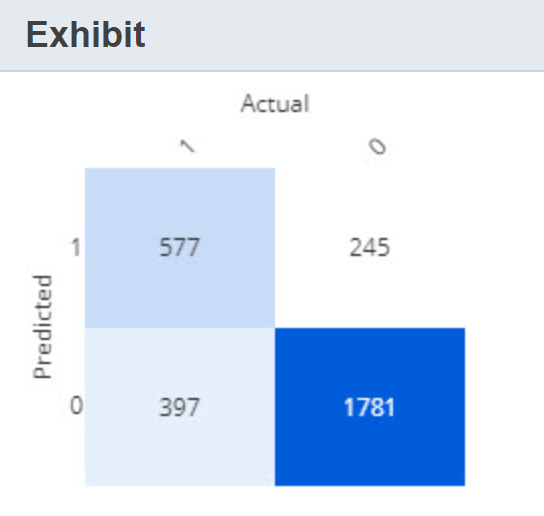 Exhibit
Actual
1 0
1 577 245
Predicted
0 397 1781